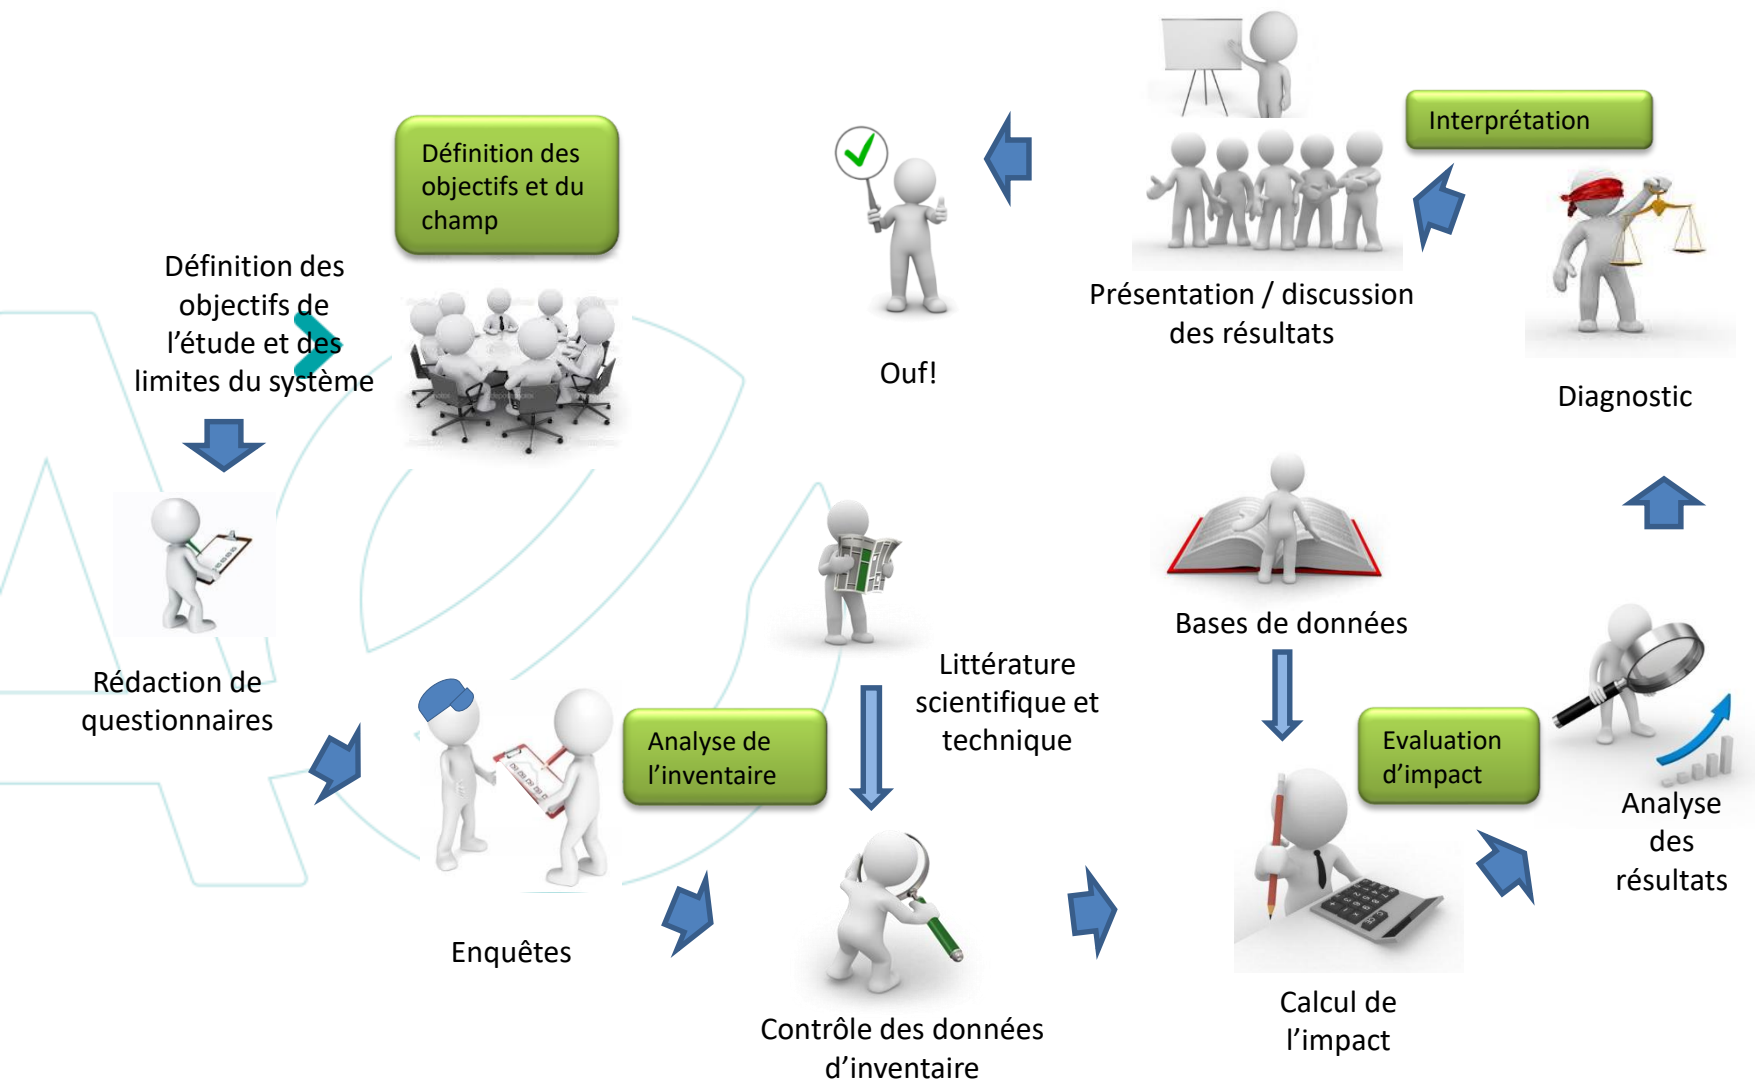 Définition des
objectifs et du
champ
Définition des
objectifs de
l’étude et des
limites du système
Rédaction de
questionnaires
Enquêtes
Analyse de
l’inventaire
Littérature
scientifique et
technique
Contrôle des données
d’inventaire
Bases de données
Calcul de
l’impact
Evaluation
d’impact
Analyse
des
résultats
Diagnostic
Interprétation
Présentation / discussion
des résultats
Ouf!